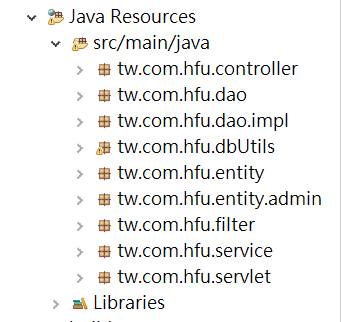 Java Resources
src/main/java
tw.com.hfu.controller
tw.com.hfu.dao
tw.com.hfu.dao.impl
tw.com.hfu.dbUtils
tw.com.hfu.entity
tw.com.hfu.entity.admin
tw.com.hfu.filter
tw.com.hfu.service
tw.com.hfu.servlet
Libraries